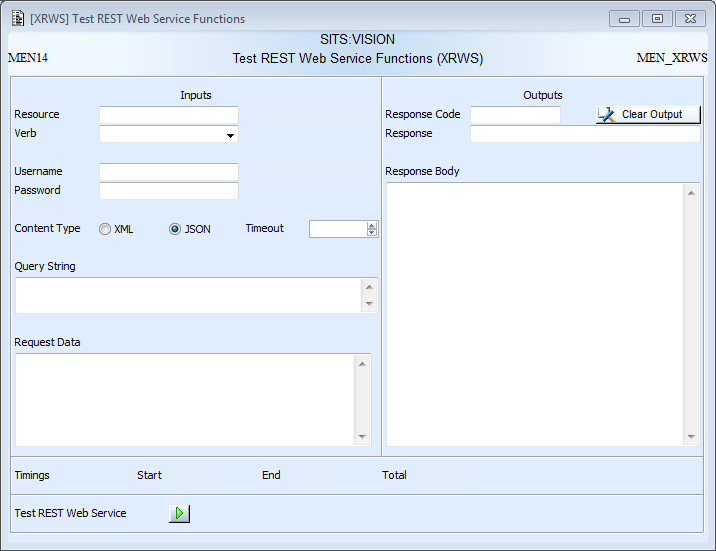 [XRWS] Test REST Web Service Functions
SITS:VISION
MEN14
Test REST Web Service Functions (XRWS)
MEN_XRWS
Inputs
Resource
Verb
Username
Password
Content Type XML JSON Timeout
Query String
Request Data
Outputs
Response Code Clear Output
Response
Response Body
Timings Start End Total
Test REST Web Service